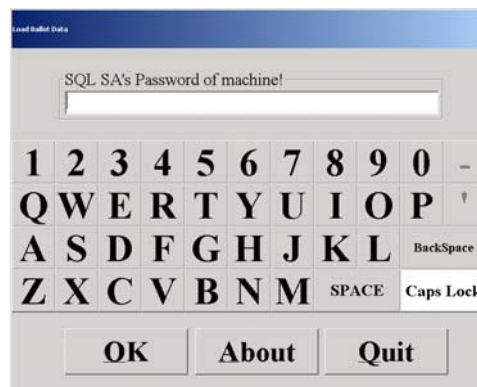 Load Ballot Data
SQL SA's Password of machine!
1 2 3 4 5 6 7 8 9 0 -
Q W E R T Y U I O P '
A S D F G H J K L BackSpace
Z X C V B N M SPACE Caps Lock
OK About Quit